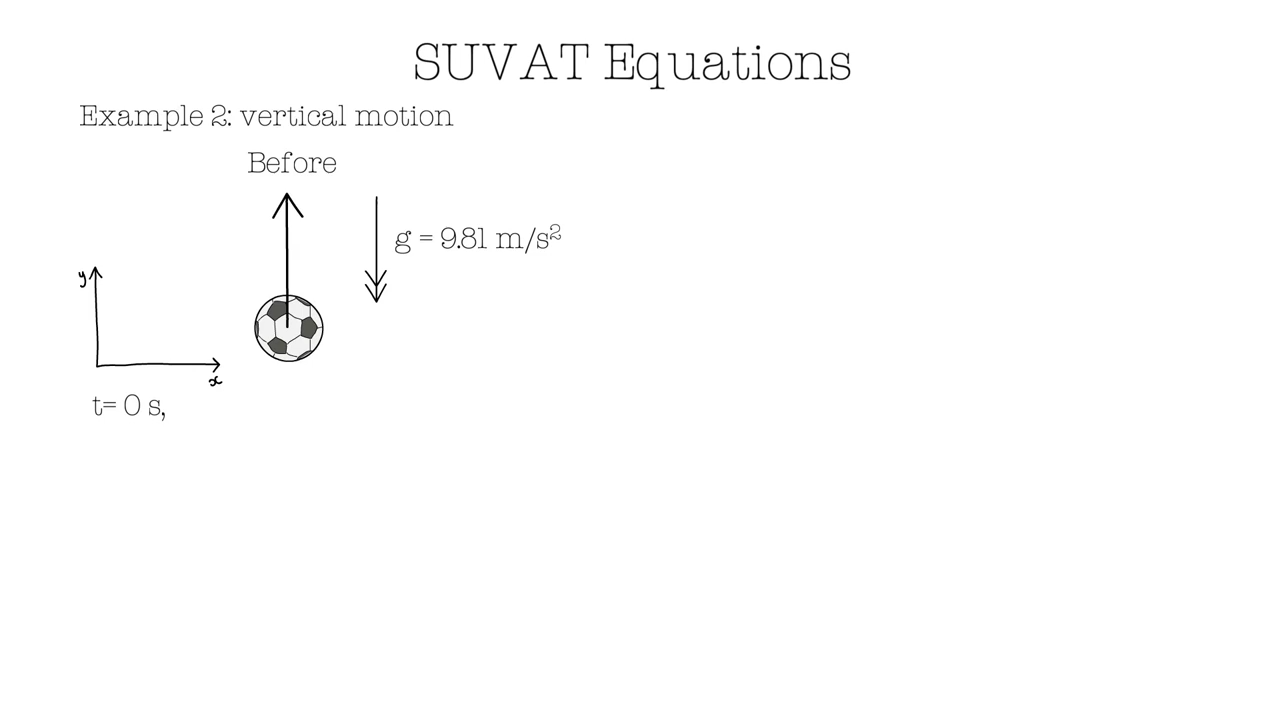 SUVAT Equations
Example 2: vertical motion
Before
g = 9.81 m/s²
y
x
t= 0 s,